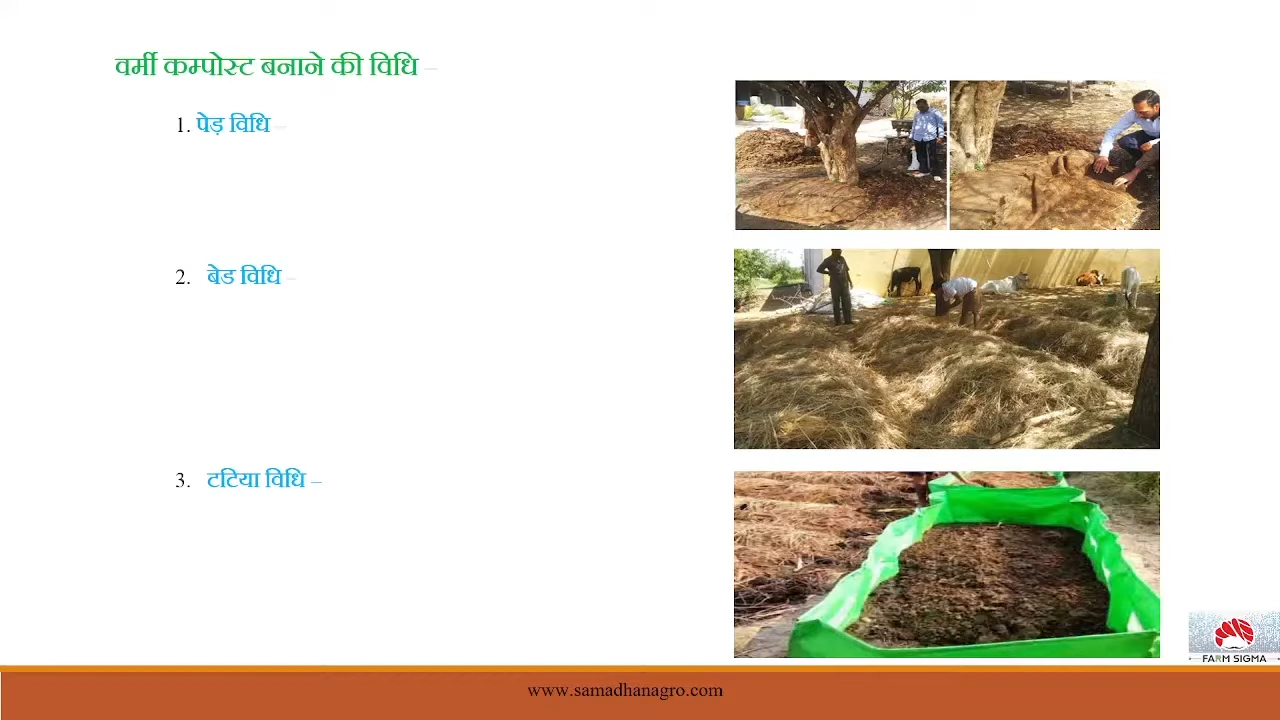 वर्मी कम्पोस्ट बनाने की विधि –
1. पेड़ विधि –
2. बेड विधि –
3. टटिया विधि –
FARM SIGMA
www.samadhanagro.com